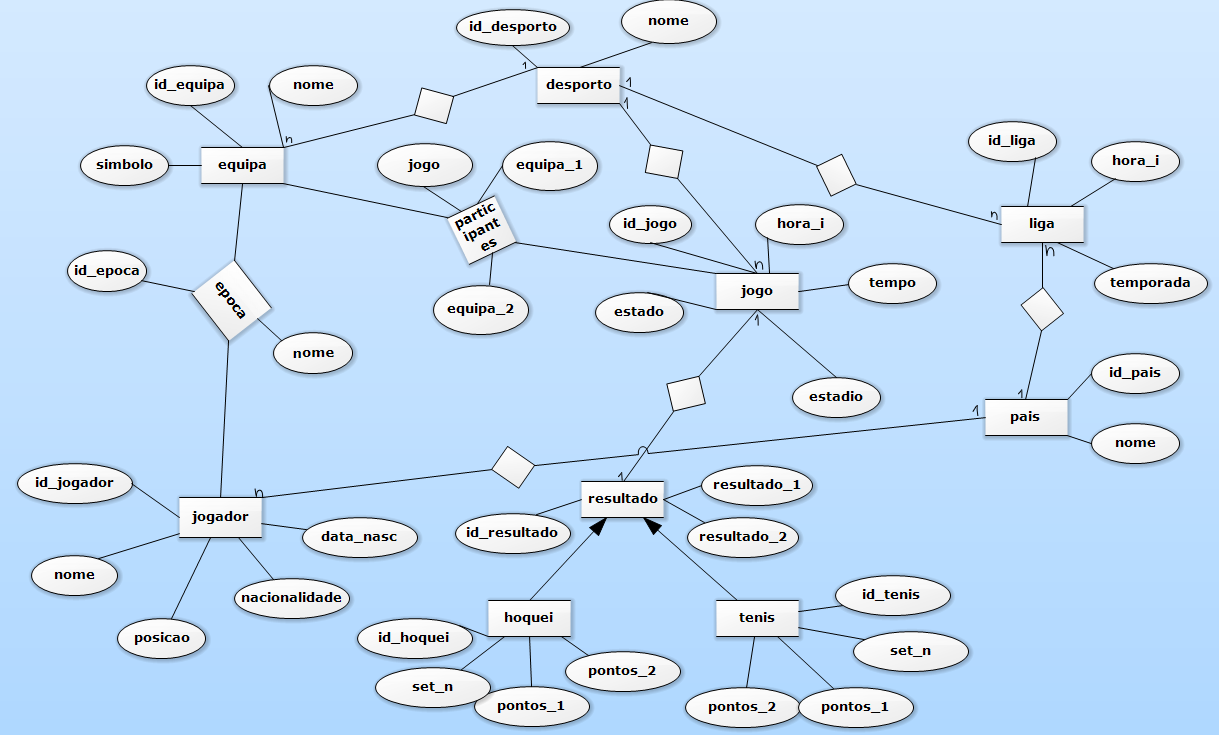 id_desporto
nome
1
desporto
1
1
id_equipa
nome
n
simbolo
equipa
jogo
equipa_1
partic
ipant
es
equipa_2
id_liga
hora_i
n
liga
n
temporada
id_jogo
hora_i
n
jogo
tempo
estado
1
estadio
id_epoca
epoca
nome
id_pais
1
pais
1
nome
id_jogador
n
jogador
data_nasc
nome
nacionalidade
posicao
1
resultado
resultado_1
id_resultado
resultado_2
hoquei
id_hoquei
set_n
pontos_1
pontos_2
tenis
id_tenis
set_n
pontos_2
pontos_1